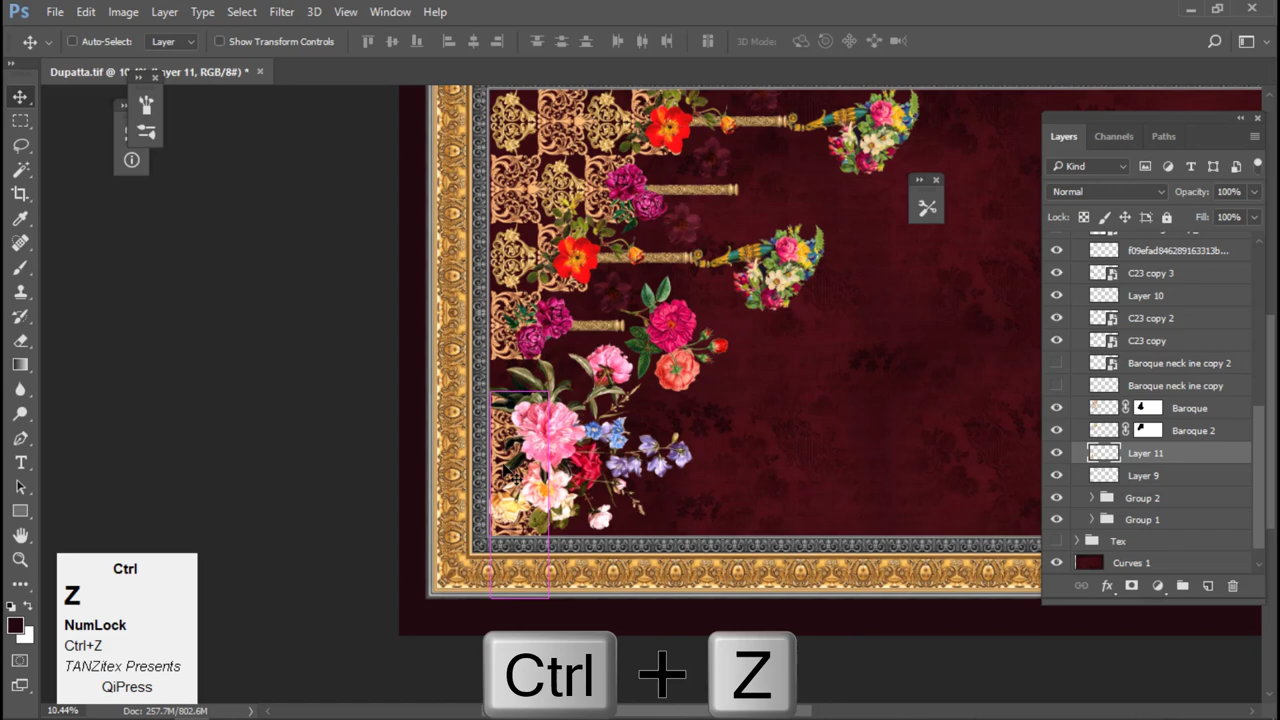 Ps File Edit Image Layer Type Select Filter 3D View Window Help
Auto-Select: Layer Show Transform Controls 3D Mode:
Dupatta.tif @ 10
yer 11, RGB/8#) *
Layers Channels Paths
Kind
Normal Opacity: 100%
Lock: Fill: 100%
f09efad846289163313b...
C23 copy 3
Layer 10
C23 copy 2
C23 copy
Baroque neck ine copy 2
Baroque neck ine copy
Baroque
Baroque 2
Layer 11
Layer 9
Group 2
Group 1
Tex
Curves 1
fx
Ctrl
Z
NumLock
Ctrl+Z
TANZitex Presents
QiPress
Ctrl + Z
10.44% Doc: 257.7M/802.6M